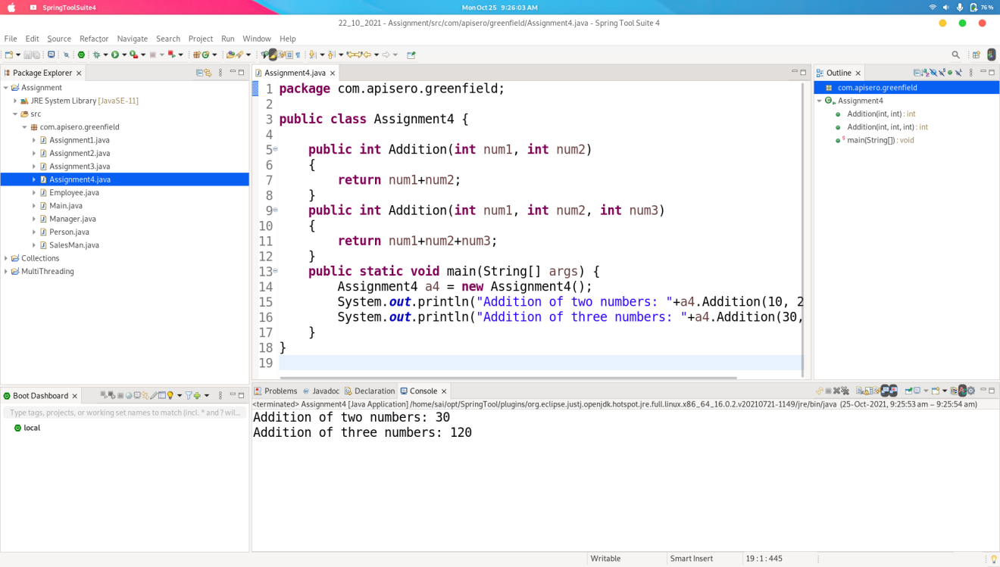 SpringToolSuite4
Mon Oct 25 9:26:03 AM
76 %
22_10_2021 - Assignment/src/com/apisero/greenfield/Assignment4.java - Spring Tool Suite 4
File Edit Source Refactor Navigate Search Project Run Window Help
Package Explorer
Assignment
JRE System Library [JavaSE-11]
src
com.apisero.greenfield
Assignment1.java
Assignment2.java
Assignment3.java
Assignment4.java
Employee.java
Main.java
Manager.java
Person.java
SalesMan.java
Collections
MultiThreading
Assignment4.java
1 package com.apisero.greenfield;
2
3 public class Assignment4 {
4
5 public int Addition(int num1, int num2)
6 {
7 return num1+num2;
8 }
9 public int Addition(int num1, int num2, int num3)
10 {
11 return num1+num2+num3;
12 }
13 public static void main(String[] args) {
14 Assignment4 a4 = new Assignment4();
15 System.out.println("Addition of two numbers: "+a4.Addition(10, 2
16 System.out.println("Addition of three numbers: "+a4.Addition(30,
17 }
18 }
19
Outline
com.apisero.greenfield
Assignment4
Addition(int, int) : int
Addition(int, int, int) : int
main(String[]) : void
Boot Dashboard
Type tags, projects, or working set names to match (incl. * and ? wil...
local
Problems Javadoc Declaration Console
<terminated> Assignment4 [Java Application] /home/sai/opt/SpringTool/plugins/org.eclipse.justj.openjdk.hotspot.jre.full.linux.x86_64_16.0.2.v20210721-1149/jre/bin/java (25-Oct-2021, 9:25:53 am – 9:25:54 am)
Addition of two numbers: 30
Addition of three numbers: 120
Writable
Smart Insert
19 : 1 : 445